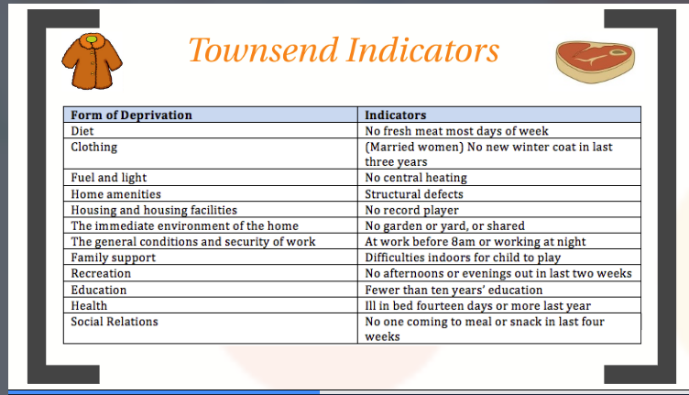 Townsend Indicators
Form of Deprivation Indicators
Diet No fresh meat most days of week
Clothing (Married women) No new winter coat in last
three years
Fuel and light No central heating
Home amenities Structural defects
Housing and housing facilities No record player
The immediate environment of the home No garden or yard, or shared
The general conditions and security of work At work before 8am or working at night
Family support Difficulties indoors for child to play
Recreation No afternoons or evenings out in last two weeks
Education Fewer than ten years' education
Health Ill in bed fourteen days or more last year
Social Relations No one coming to meal or snack in last four
weeks